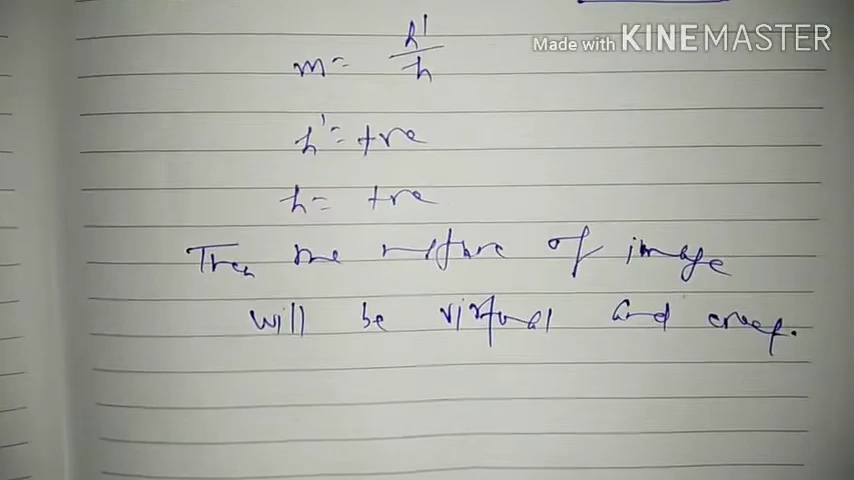 Made with KINEMASTER
m = h'/h
h' = +ve
h = +ve
Then the nature of image
will be virtual and erect.